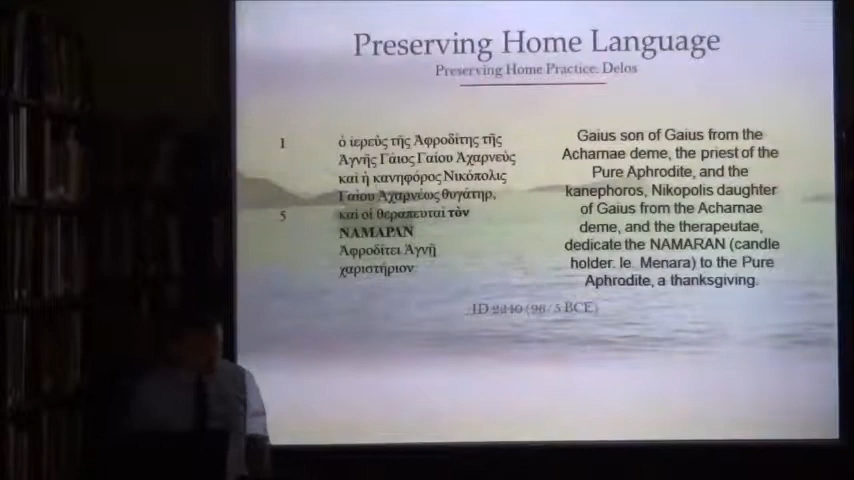 Preserving Home Language
Preserving Home Practice: Delos
1
ὁ ἱερεὺς τῆς Ἀφροδίτης τῆς
Ἁγνῆς Γάιος Γαίου Ἀχαρνεὺς
καὶ ἡ κανηφόρος Νικόπολις
Γαίου Ἀχαρνέως θυγάτηρ,
5
καὶ οἱ θεραπευταὶ τὸν
ΝΑΜΑΡΑΝ
Ἀφροδίτει Ἁγνῇ
χαριστήριον
Gaius son of Gaius from the
Acharnae deme, the priest of the
Pure Aphrodite, and the
kanephoros, Nikopolis daughter
of Gaius from the Acharnae
deme, and the therapeutae,
dedicate the NAMARAN (candle
holder. Ie. Menara) to the Pure
Aphrodite, a thanksgiving.
ID 2240 (96/5 BCE)